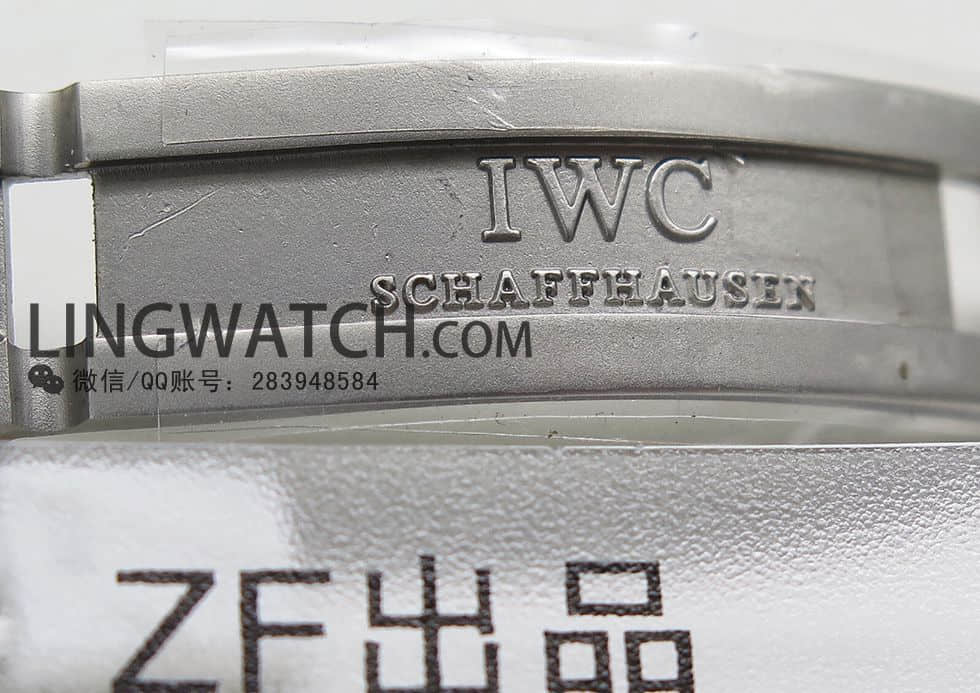 IWC
SCHAFFHAUSEN
LINGWATCH.COM
微信/QQ账号：283948584
ZF出品